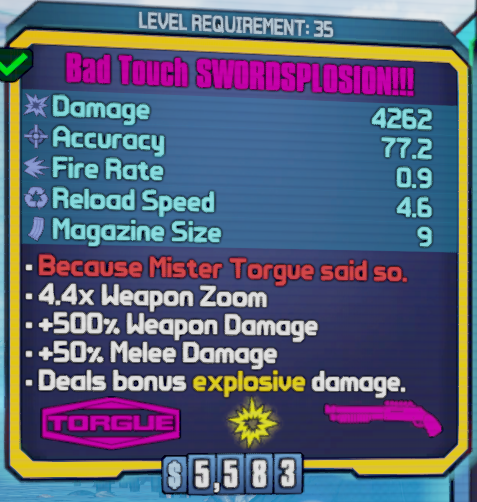 LEVEL REQUIREMENT: 35
Bad Touch SWORDSPLOSION!!!
Damage 4262
Accuracy 77.2
Fire Rate 0.9
Reload Speed 4.6
Magazine Size 9
• Because Mister Torgue said so.
• 4.4x Weapon Zoom
• +500% Weapon Damage
• +50% Melee Damage
• Deals bonus explosive damage.
TORGUE
$5,583